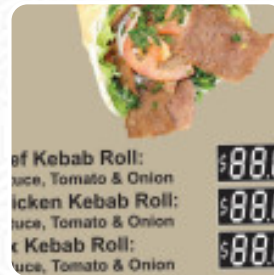 ef Kebab Roll:
uce, Tomato & Onion
$88.
icken Kebab Roll:
uce, Tomato & Onion
$88.
x Kebab Roll:
uce, Tomato & Onion
$88.